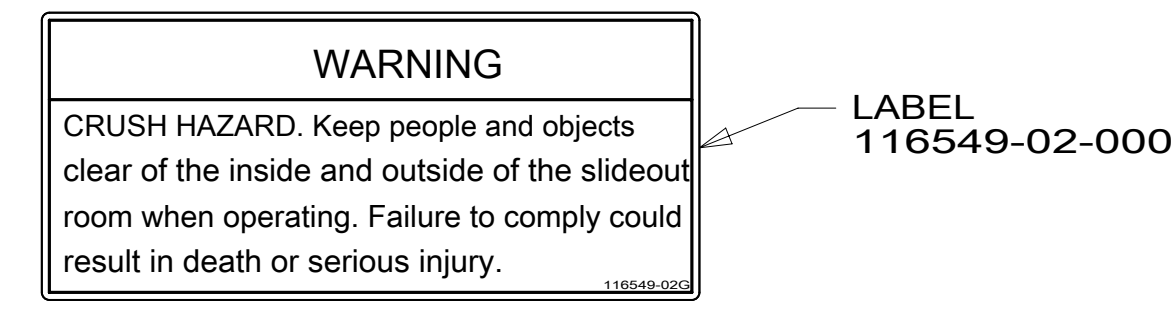 WARNING
CRUSH HAZARD. Keep people and objects
clear of the inside and outside of the slideout
room when operating. Failure to comply could
result in death or serious injury.
116549-02G
LABEL
116549-02-000